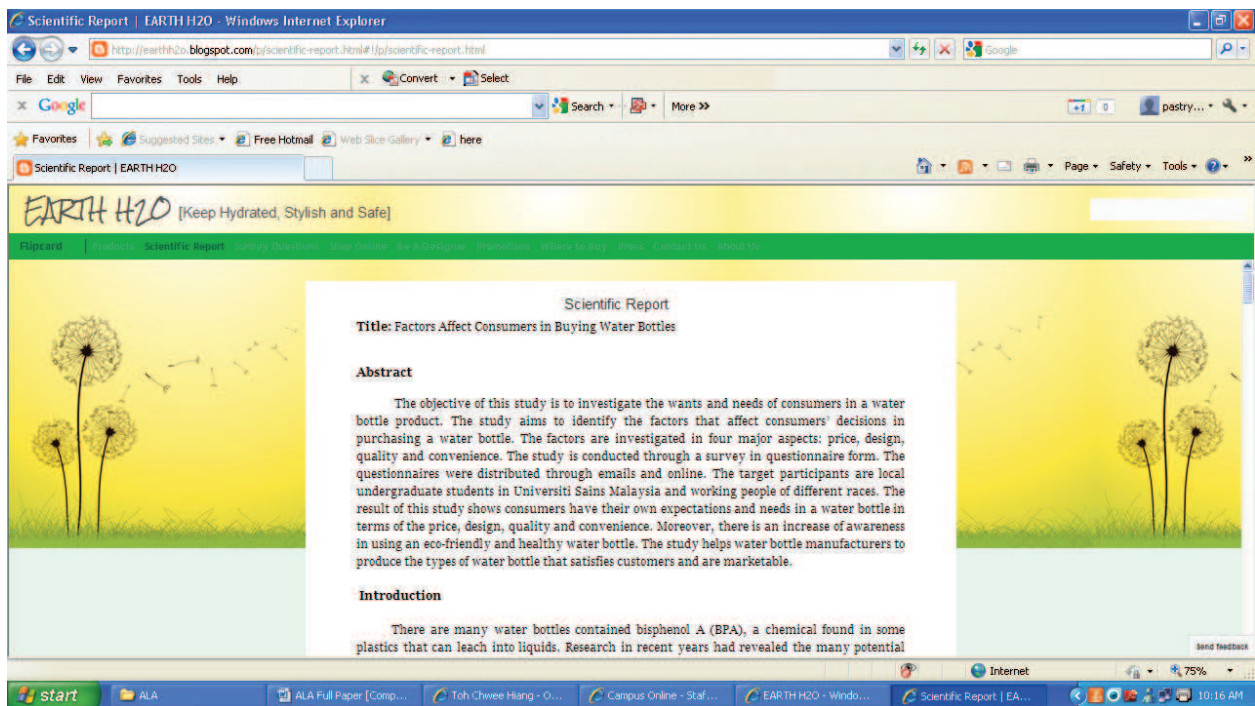 Scientific Report | EARTH H2O - Windows Internet Explorer
http://earthh2o.blogspot.com/p/scientific-report.html#!/p/scientific-report.html
Google
File Edit View Favorites Tools Help
x Convert Select
x Google
Search More >>
+1 0 pastry...
Favorites Suggested Sites Free Hotmail Web Slice Gallery here
Scientific Report | EARTH H2O
Page Safety Tools
EARTH H2O [Keep Hydrated, Stylish and Safe]
Flipcard Products Scientific Report Survey Questions Shop Online Be A Designer Promotions Where to Buy Press Contact Us About Us
Scientific Report
Title: Factors Affect Consumers in Buying Water Bottles
Abstract
The objective of this study is to investigate the wants and needs of consumers in a water
bottle product. The study aims to identify the factors that affect consumers' decisions in
purchasing a water bottle. The factors are investigated in four major aspects: price, design,
quality and convenience. The study is conducted through a survey in questionnaire form. The
questionnaires were distributed through emails and online. The target participants are local
undergraduate students in Universiti Sains Malaysia and working people of different races. The
result of this study shows consumers have their own expectations and needs in a water bottle in
terms of the price, design, quality and convenience. Moreover, there is an increase of awareness
in using an eco-friendly and healthy water bottle. The study helps water bottle manufacturers to
produce the types of water bottle that satisfies customers and are marketable.
Introduction
There are many water bottles contained bisphenol A (BPA), a chemical found in some
plastics that can leach into liquids. Research in recent years had revealed the many potential
Send feedback
Internet 75%
start ALA ALA Full Paper [Comp... Toh Chwee Hiang - O... Campus Online - Staf... EARTH H2O - Windo... Scientific Report | EA... 10:16 AM